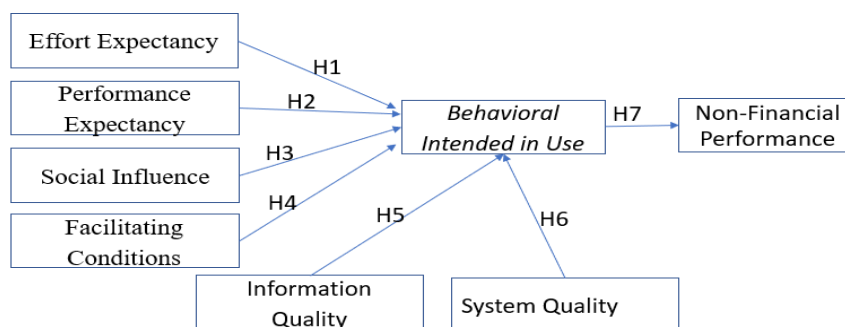 Effort Expectancy
H1
Performance
Expectancy
H2
Behavioral
Intended in Use
H7
Non-Financial
Performance
H3
Social Influence
H4
Facilitating
Conditions
H5
H6
Information
Quality
System Quality